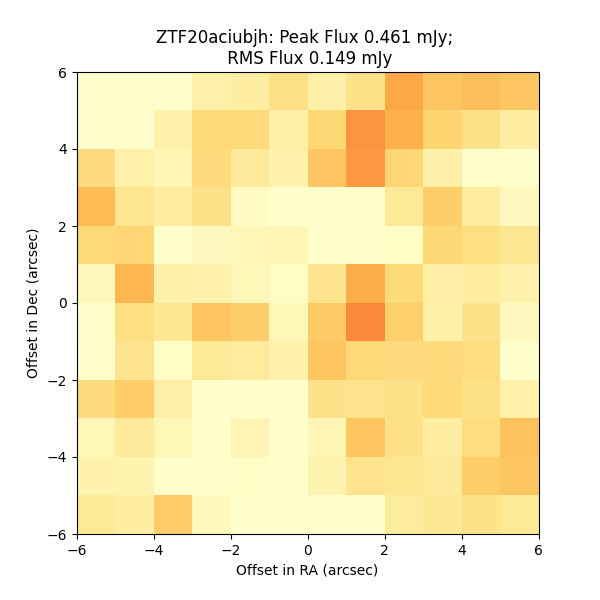 ZTF20aciubjh: Peak Flux 0.461 mJy;
RMS Flux 0.149 mJy
6
4
2
0
−2
−4
−6
Offset in Dec (arcsec)
−6 −4 −2 0 2 4 6
Offset in RA (arcsec)